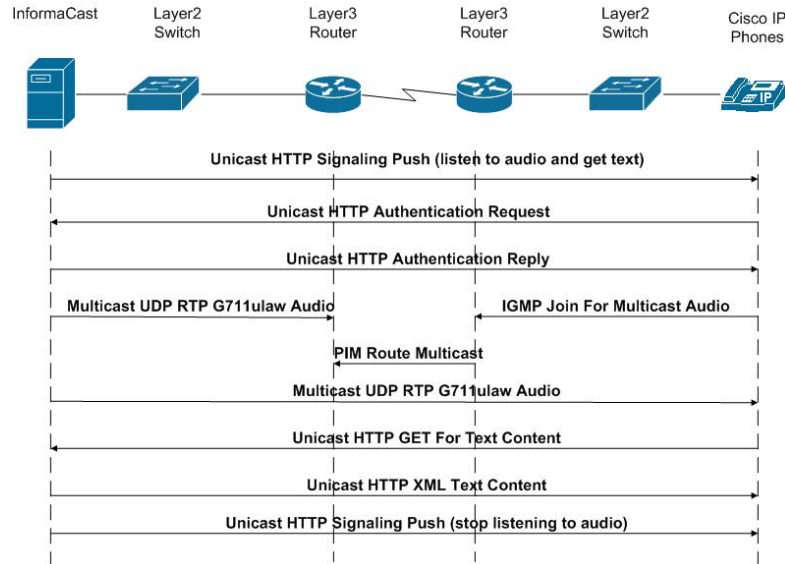 InformaCast
Layer2
Switch
Layer3
Router
Layer3
Router
Layer2
Switch
Cisco IP
Phones
IP
Unicast HTTP Signaling Push (listen to audio and get text)
Unicast HTTP Authentication Request
Unicast HTTP Authentication Reply
Multicast UDP RTP G711ulaw Audio
IGMP Join For Multicast Audio
PIM Route Multicast
Multicast UDP RTP G711ulaw Audio
Unicast HTTP GET For Text Content
Unicast HTTP XML Text Content
Unicast HTTP Signaling Push (stop listening to audio)